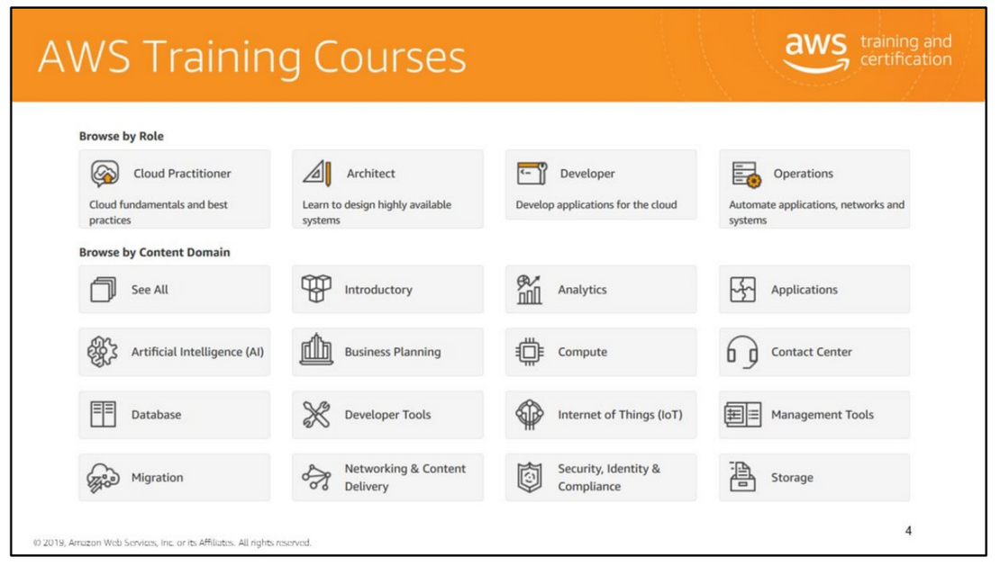 AWS Training Courses
aws training and
certification
Browse by Role
Cloud Practitioner
Cloud fundamentals and best
practices
Architect
Learn to design highly available
systems
Developer
Develop applications for the cloud
Operations
Automate applications, networks and
systems
Browse by Content Domain
See All
Introductory
Analytics
Applications
Artificial Intelligence (AI)
Business Planning
Compute
Contact Center
Database
Developer Tools
Internet of Things (IoT)
Management Tools
Migration
Networking & Content
Delivery
Security, Identity &
Compliance
Storage
4
© 2019, Amazon Web Services, Inc. or its Affiliates. All rights reserved.